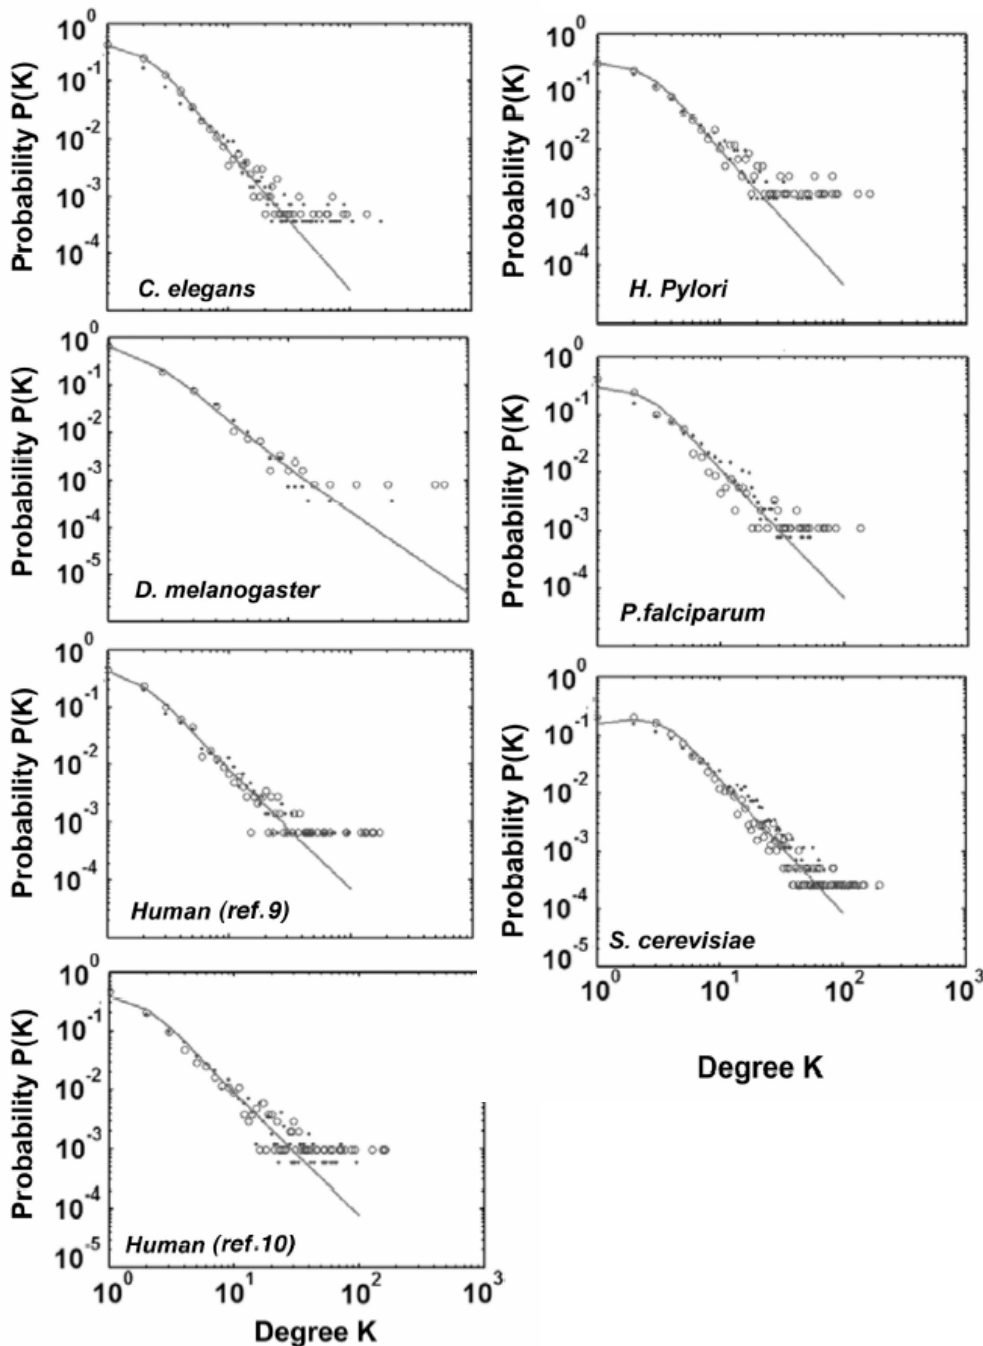 Probability P(K)
10^0
10^-1
10^-2
10^-3
10^-4
C. elegans
Probability P(K)
10^0
10^-1
10^-2
10^-3
10^-4
H. Pylori
Probability P(K)
10^0
10^-1
10^-2
10^-3
10^-4
10^-5
D. melanogaster
Probability P(K)
10^0
10^-1
10^-2
10^-3
10^-4
P.falciparum
Probability P(K)
10^0
10^-1
10^-2
10^-3
10^-4
Human (ref.9)
Probability P(K)
10^0
10^-1
10^-2
10^-3
10^-4
10^-5
S. cerevisiae
10^0
10^1
10^2
10^3
Degree K
Probability P(K)
10^0
10^-1
10^-2
10^-3
10^-4
10^-5
Human (ref.10)
10^0
10^1
10^2
10^3
Degree K